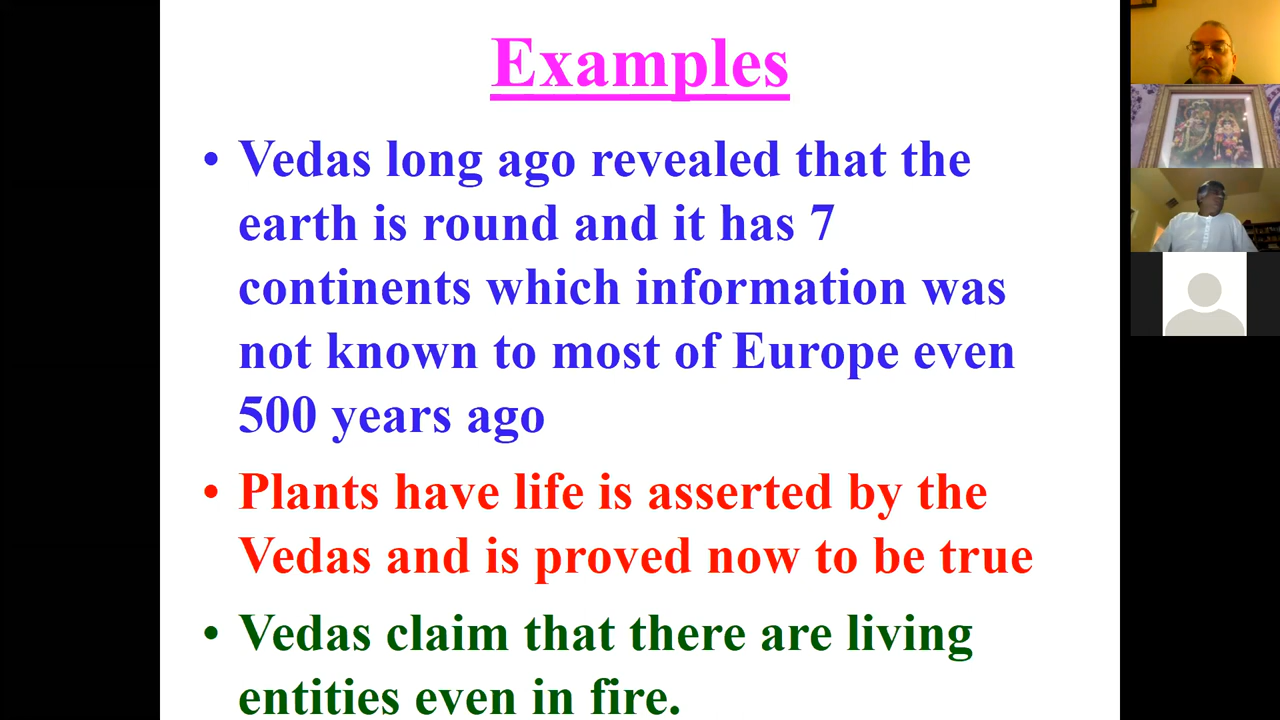 Examples
• Vedas long ago revealed that the
earth is round and it has 7
continents which information was
not known to most of Europe even
500 years ago
• Plants have life is asserted by the
Vedas and is proved now to be true
• Vedas claim that there are living
entities even in fire.